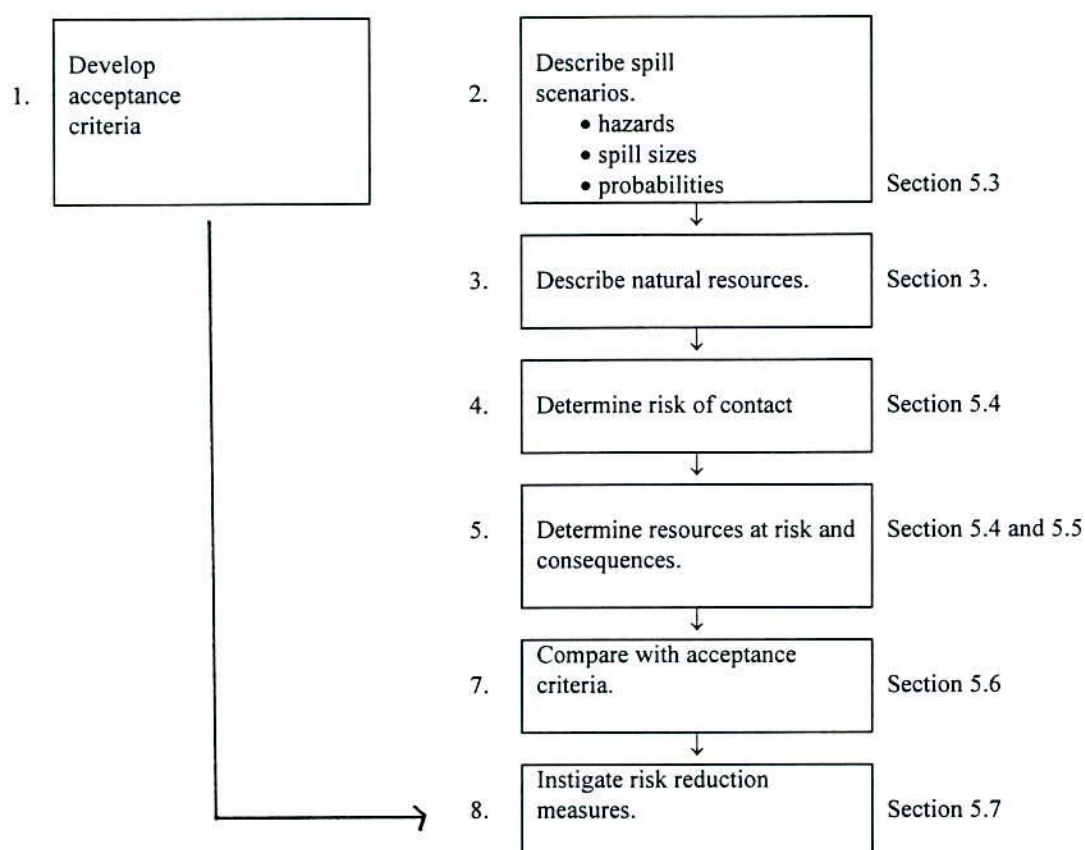 1.
Develop
acceptance
criteria
2.
Describe spill
scenarios.
• hazards
• spill sizes
• probabilities
Section 5.3
3.
Describe natural resources.
Section 3.
4.
Determine risk of contact
Section 5.4
5.
Determine resources at risk and
consequences.
Section 5.4 and 5.5
7.
Compare with acceptance
criteria.
Section 5.6
8.
Instigate risk reduction
measures.
Section 5.7